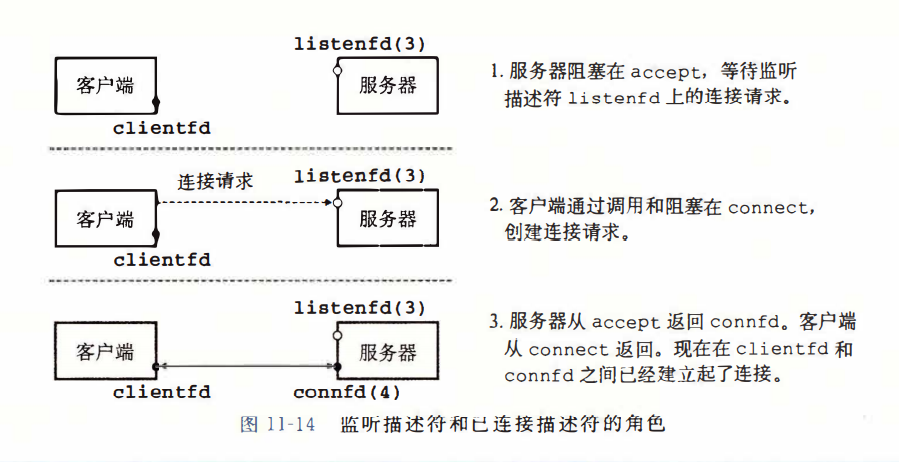 listenfd(3)
客户端
服务器
clientfd
1. 服务器阻塞在 accept，等待监听
描述符 listenfd 上的连接请求。
连接请求
listenfd(3)
客户端
服务器
clientfd
2. 客户端通过调用和阻塞在 connect，
创建连接请求。
listenfd(3)
客户端
服务器
clientfd
connfd(4)
3. 服务器从 accept 返回 connfd。客户端
从 connect 返回。现在在 clientfd 和
connfd 之间已经建立起了连接。
图 11-14 监听描述符和已连接描述符的角色